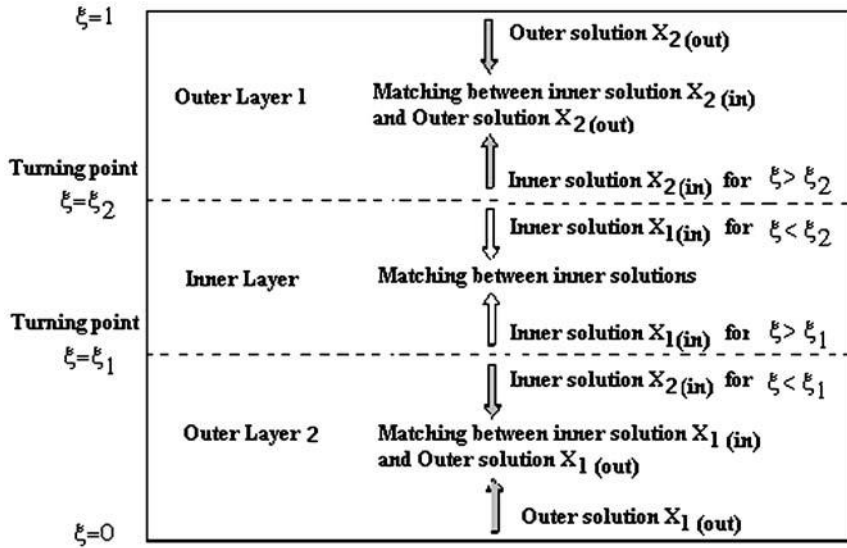 ξ=1
Outer solution X2(out)
Outer Layer 1
Matching between inner solution X2(in)
and Outer solution X2(out)
Turning point
ξ=ξ2
Inner solution X2(in) for ξ>ξ2
Inner solution X1(in) for ξ<ξ2
Inner Layer
Matching between inner solutions
Turning point
ξ=ξ1
Inner solution X1(in) for ξ>ξ1
Inner solution X2(in) for ξ<ξ1
Outer Layer 2
Matching between inner solution X1(in)
and Outer solution X1(out)
ξ=0
Outer solution X1(out)